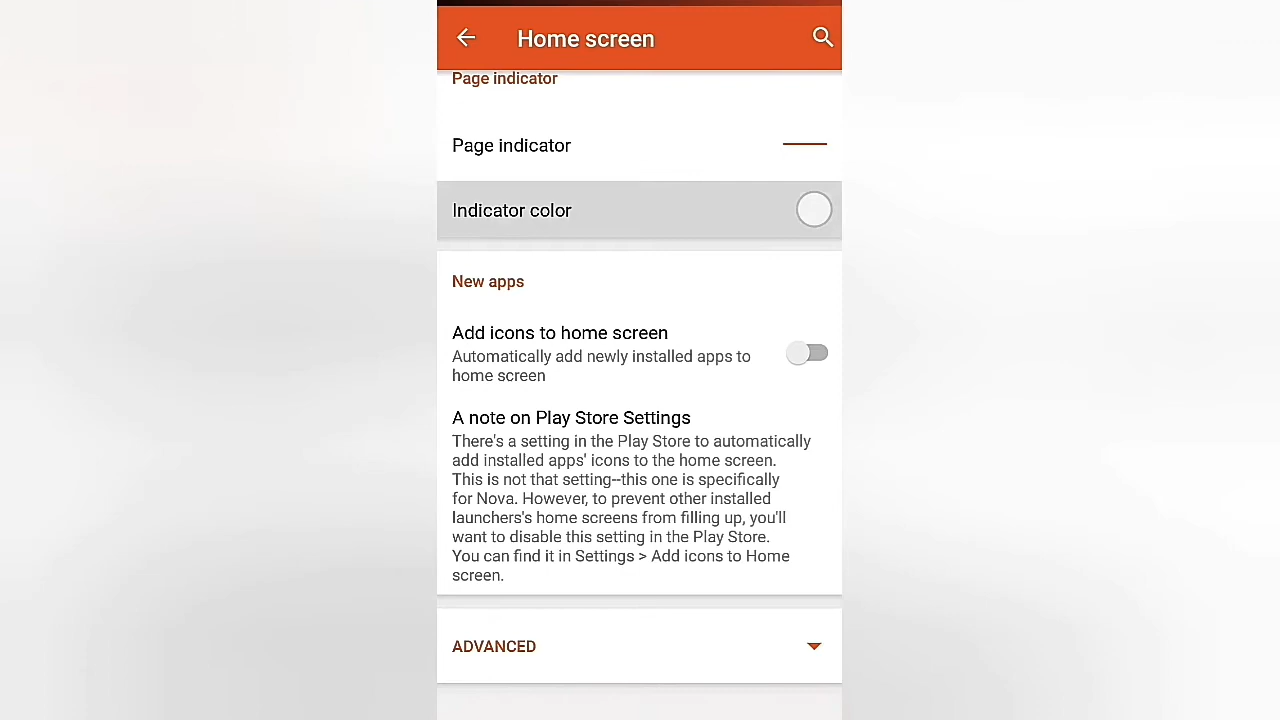 Home screen
Page indicator
Page indicator
Indicator color
New apps
Add icons to home screen
Automatically add newly installed apps to
home screen
A note on Play Store Settings
There's a setting in the Play Store to automatically
add installed apps' icons to the home screen.
This is not that setting--this one is specifically
for Nova. However, to prevent other installed
launchers's home screens from filling up, you'll
want to disable this setting in the Play Store.
You can find it in Settings > Add icons to Home
screen.
ADVANCED